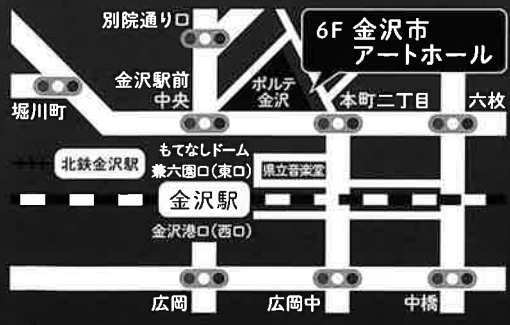 別院通り口
6F 金沢市
アートホール
金沢駅前
中央
ポルテ
金沢
堀川町
本町二丁目
六枚
もてなしドーム
兼六園口(東口)
北鉄金沢駅
県立音楽堂
金沢駅
金沢港口(西口)
広岡
広岡中
中橋